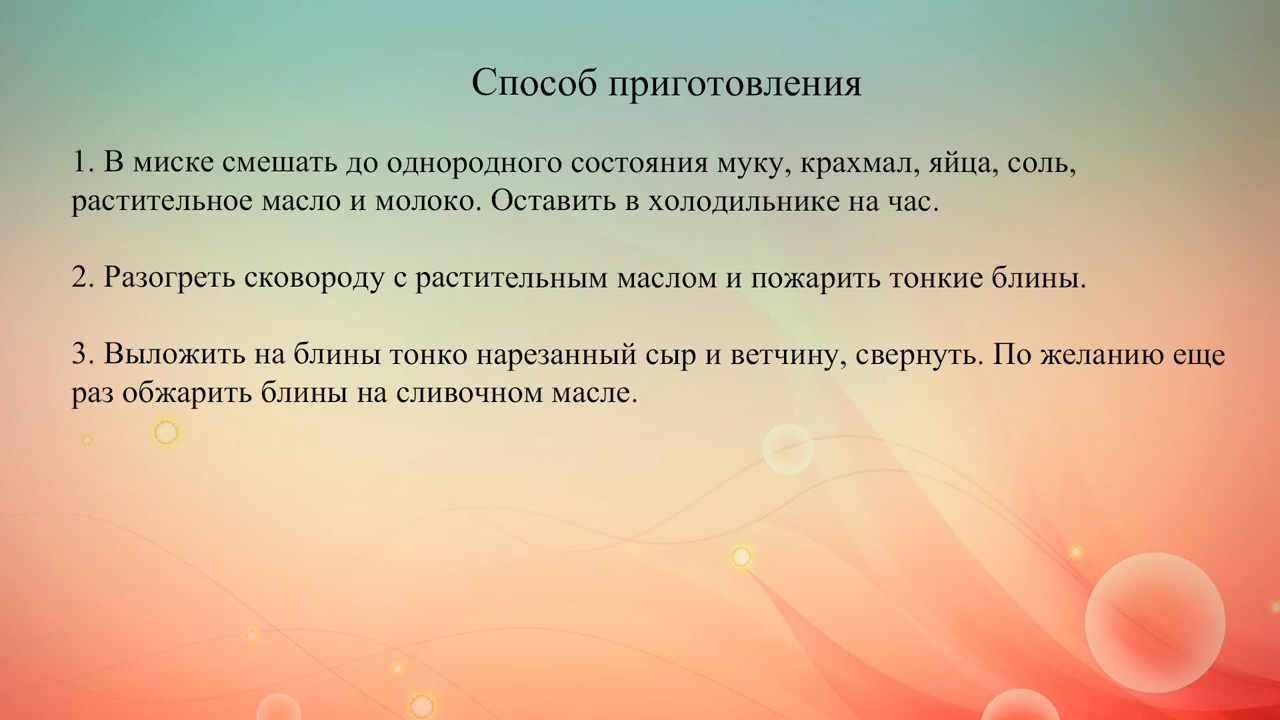 Способ приготовления
1. В миске смешать до однородного состояния муку, крахмал, яйца, соль,
растительное масло и молоко. Оставить в холодильнике на час.
2. Разогреть сковороду с растительным маслом и пожарить тонкие блины.
3. Выложить на блины тонко нарезанный сыр и ветчину, свернуть. По желанию еще
раз обжарить блины на сливочном масле.